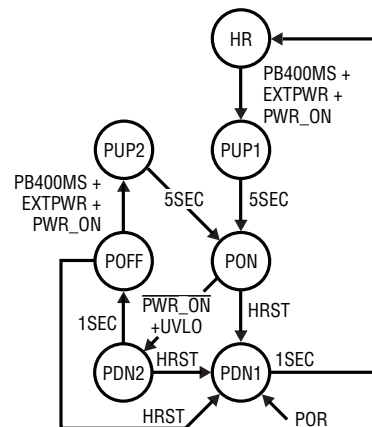 HR
PB400MS +
EXTPWR +
PWR_ON
PUP2
PUP1
PB400MS +
EXTPWR +
PWR_ON
5SEC
5SEC
POFF
PON
P̅W̅R̅_̅O̅N̅
+UVLO
HRST
1SEC
PDN2
HRST
PDN1
1SEC
HRST
POR